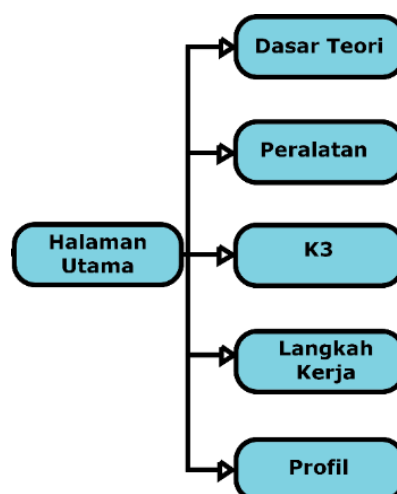 Dasar Teori
Peralatan
Halaman
Utama
K3
Langkah
Kerja
Profil